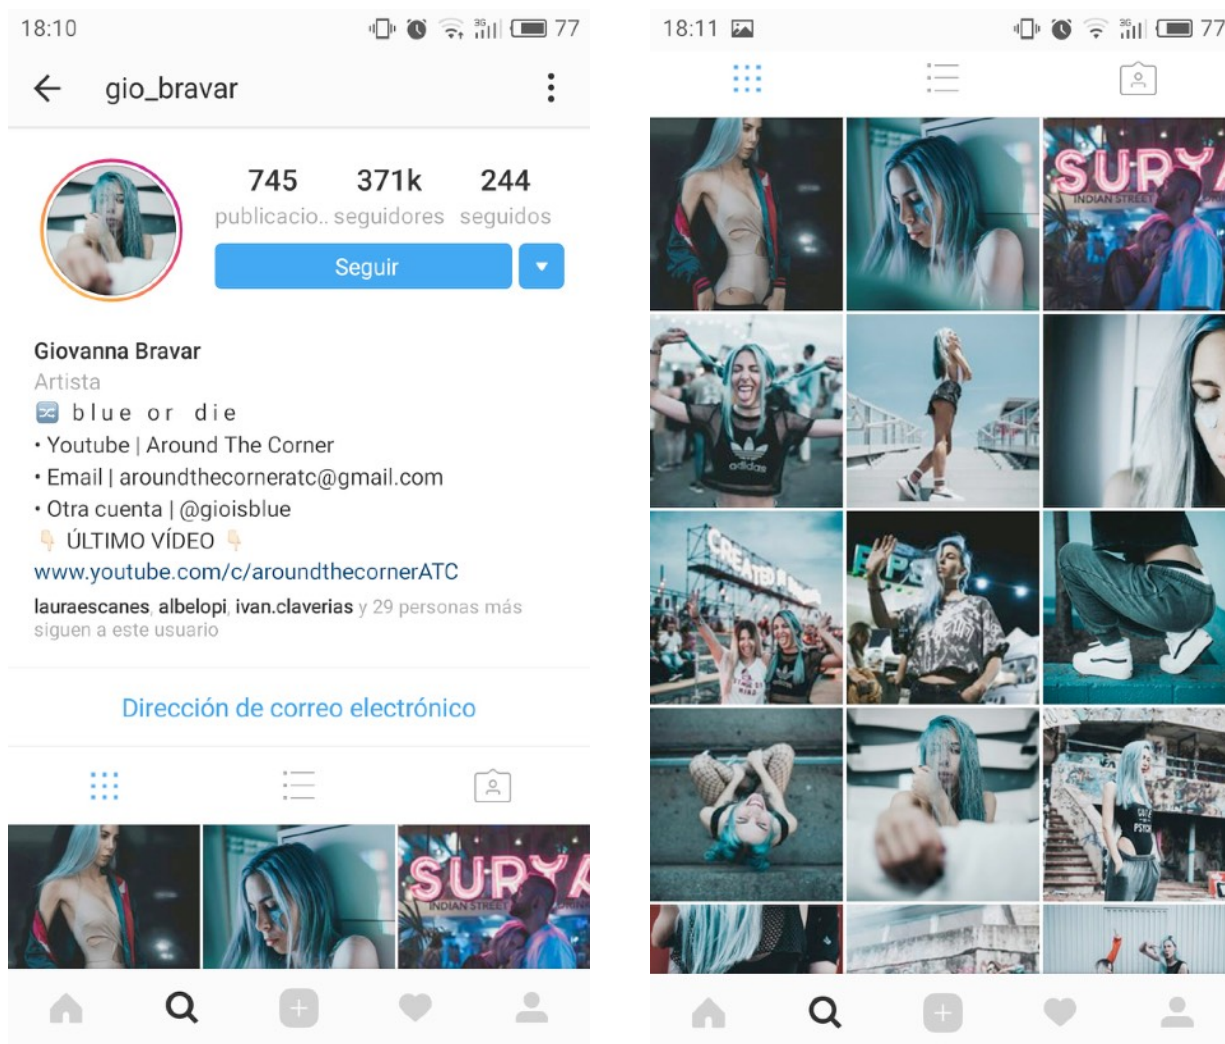 18:10
3G
77
gio_bravar
745 371k 244
publicacio.. seguidores seguidos
Seguir
Giovanna Bravar
Artista
🔀 b l u e o r d i e
• Youtube | Around The Corner
• Email | aroundthecorneratc@gmail.com
• Otra cuenta | @gioisblue
👇🏻 ÚLTIMO VÍDEO 👇🏻
www.youtube.com/c/aroundthecornerATC
lauraescanes, albelopi, ivan.claverias y 29 personas más
siguen a este usuario
Dirección de correo electrónico
SURYA
INDIAN STREET
18:11
3G
77
SURYA
INDIAN STREET
adidas
CREATED